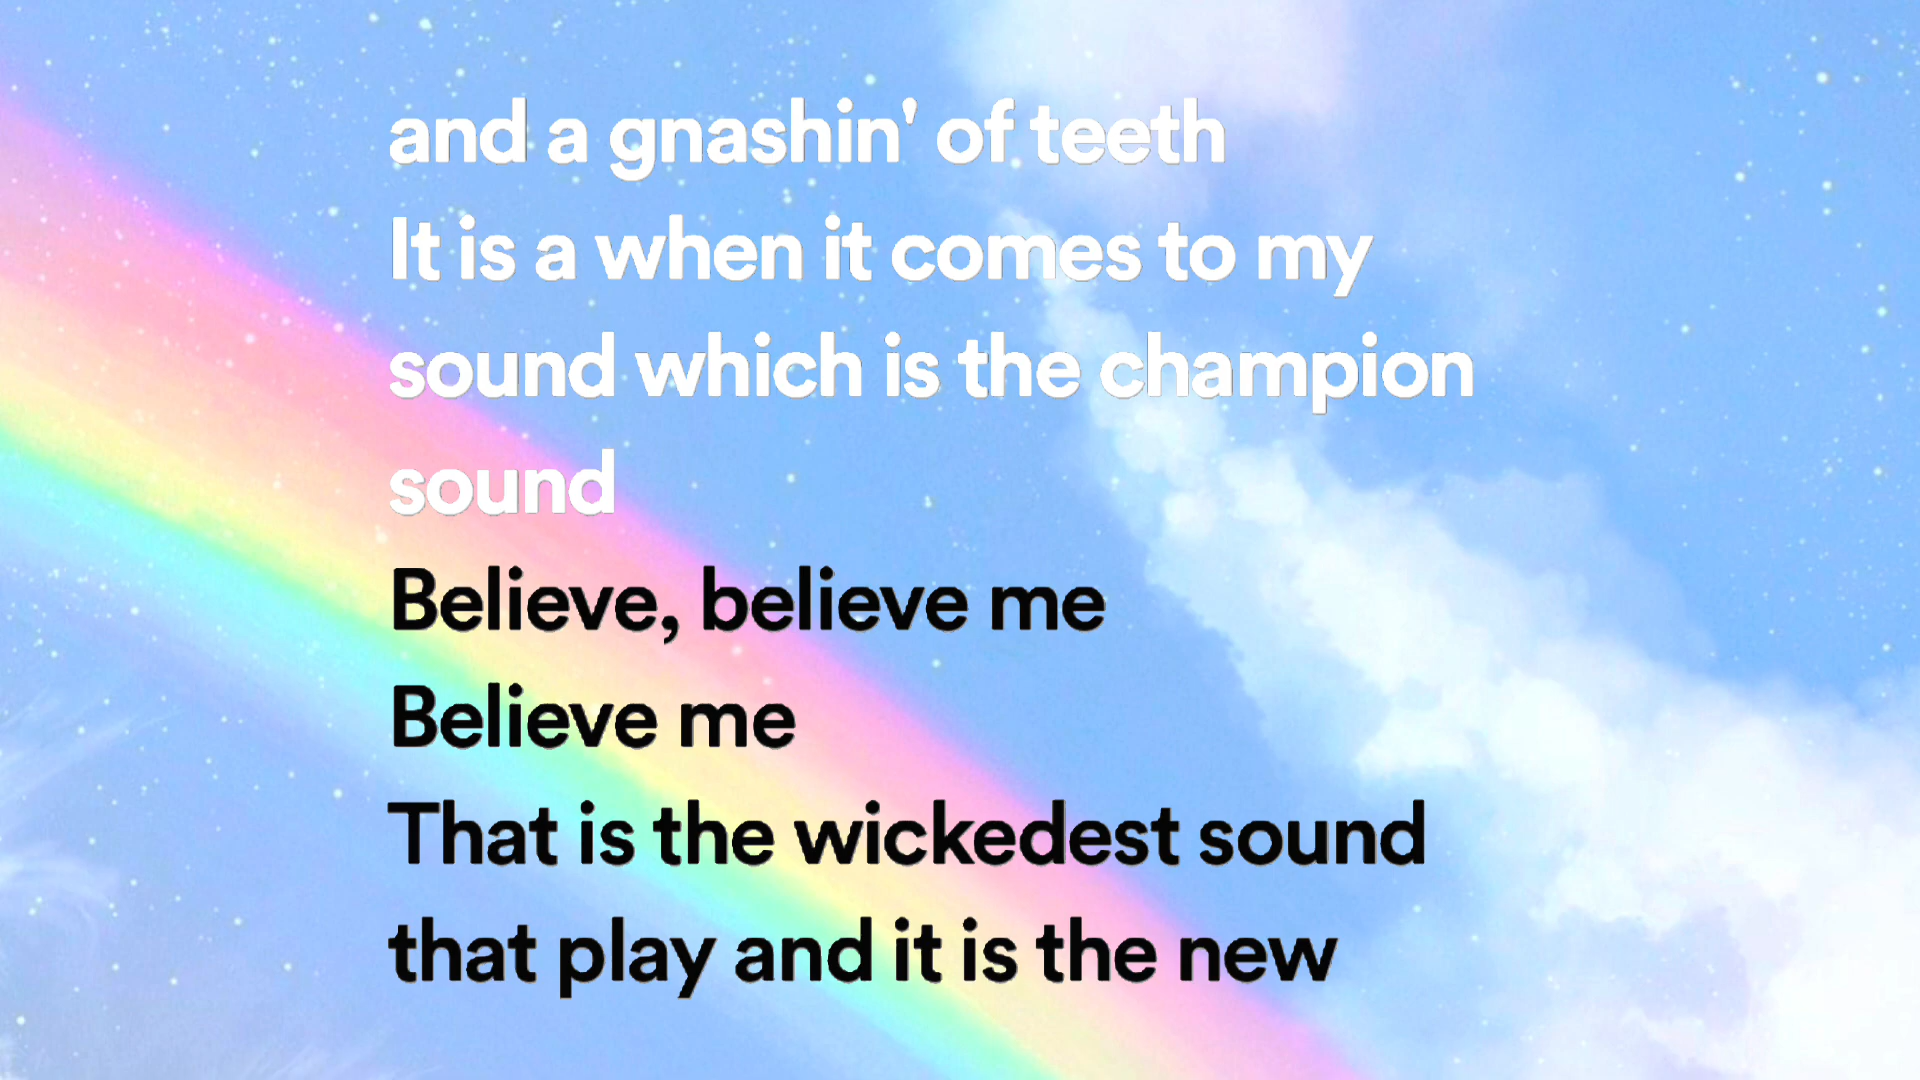 and a gnashin' of teeth
It is a when it comes to my
sound which is the champion
sound
Believe, believe me
Believe me
That is the wickedest sound
that play and it is the new